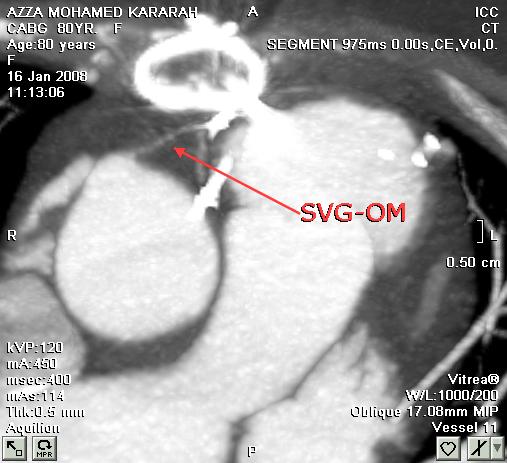 AZZA MOHAMED KARARAH
CABG 80YR. F
Age:80 years
F
16 Jan 2008
11:13:06
A
ICC
CT
SEGMENT 975ms 0.00s,CE,Vol,0.
SVG-OM
R
L
0.50 cm
kVP:120
mA:450
msec:400
mAs:114
Thk:0.5 mm
Aquilion
Vitrea®
W/L:1000/200
Oblique 17.08mm MIP
Vessel 11
MPR
P